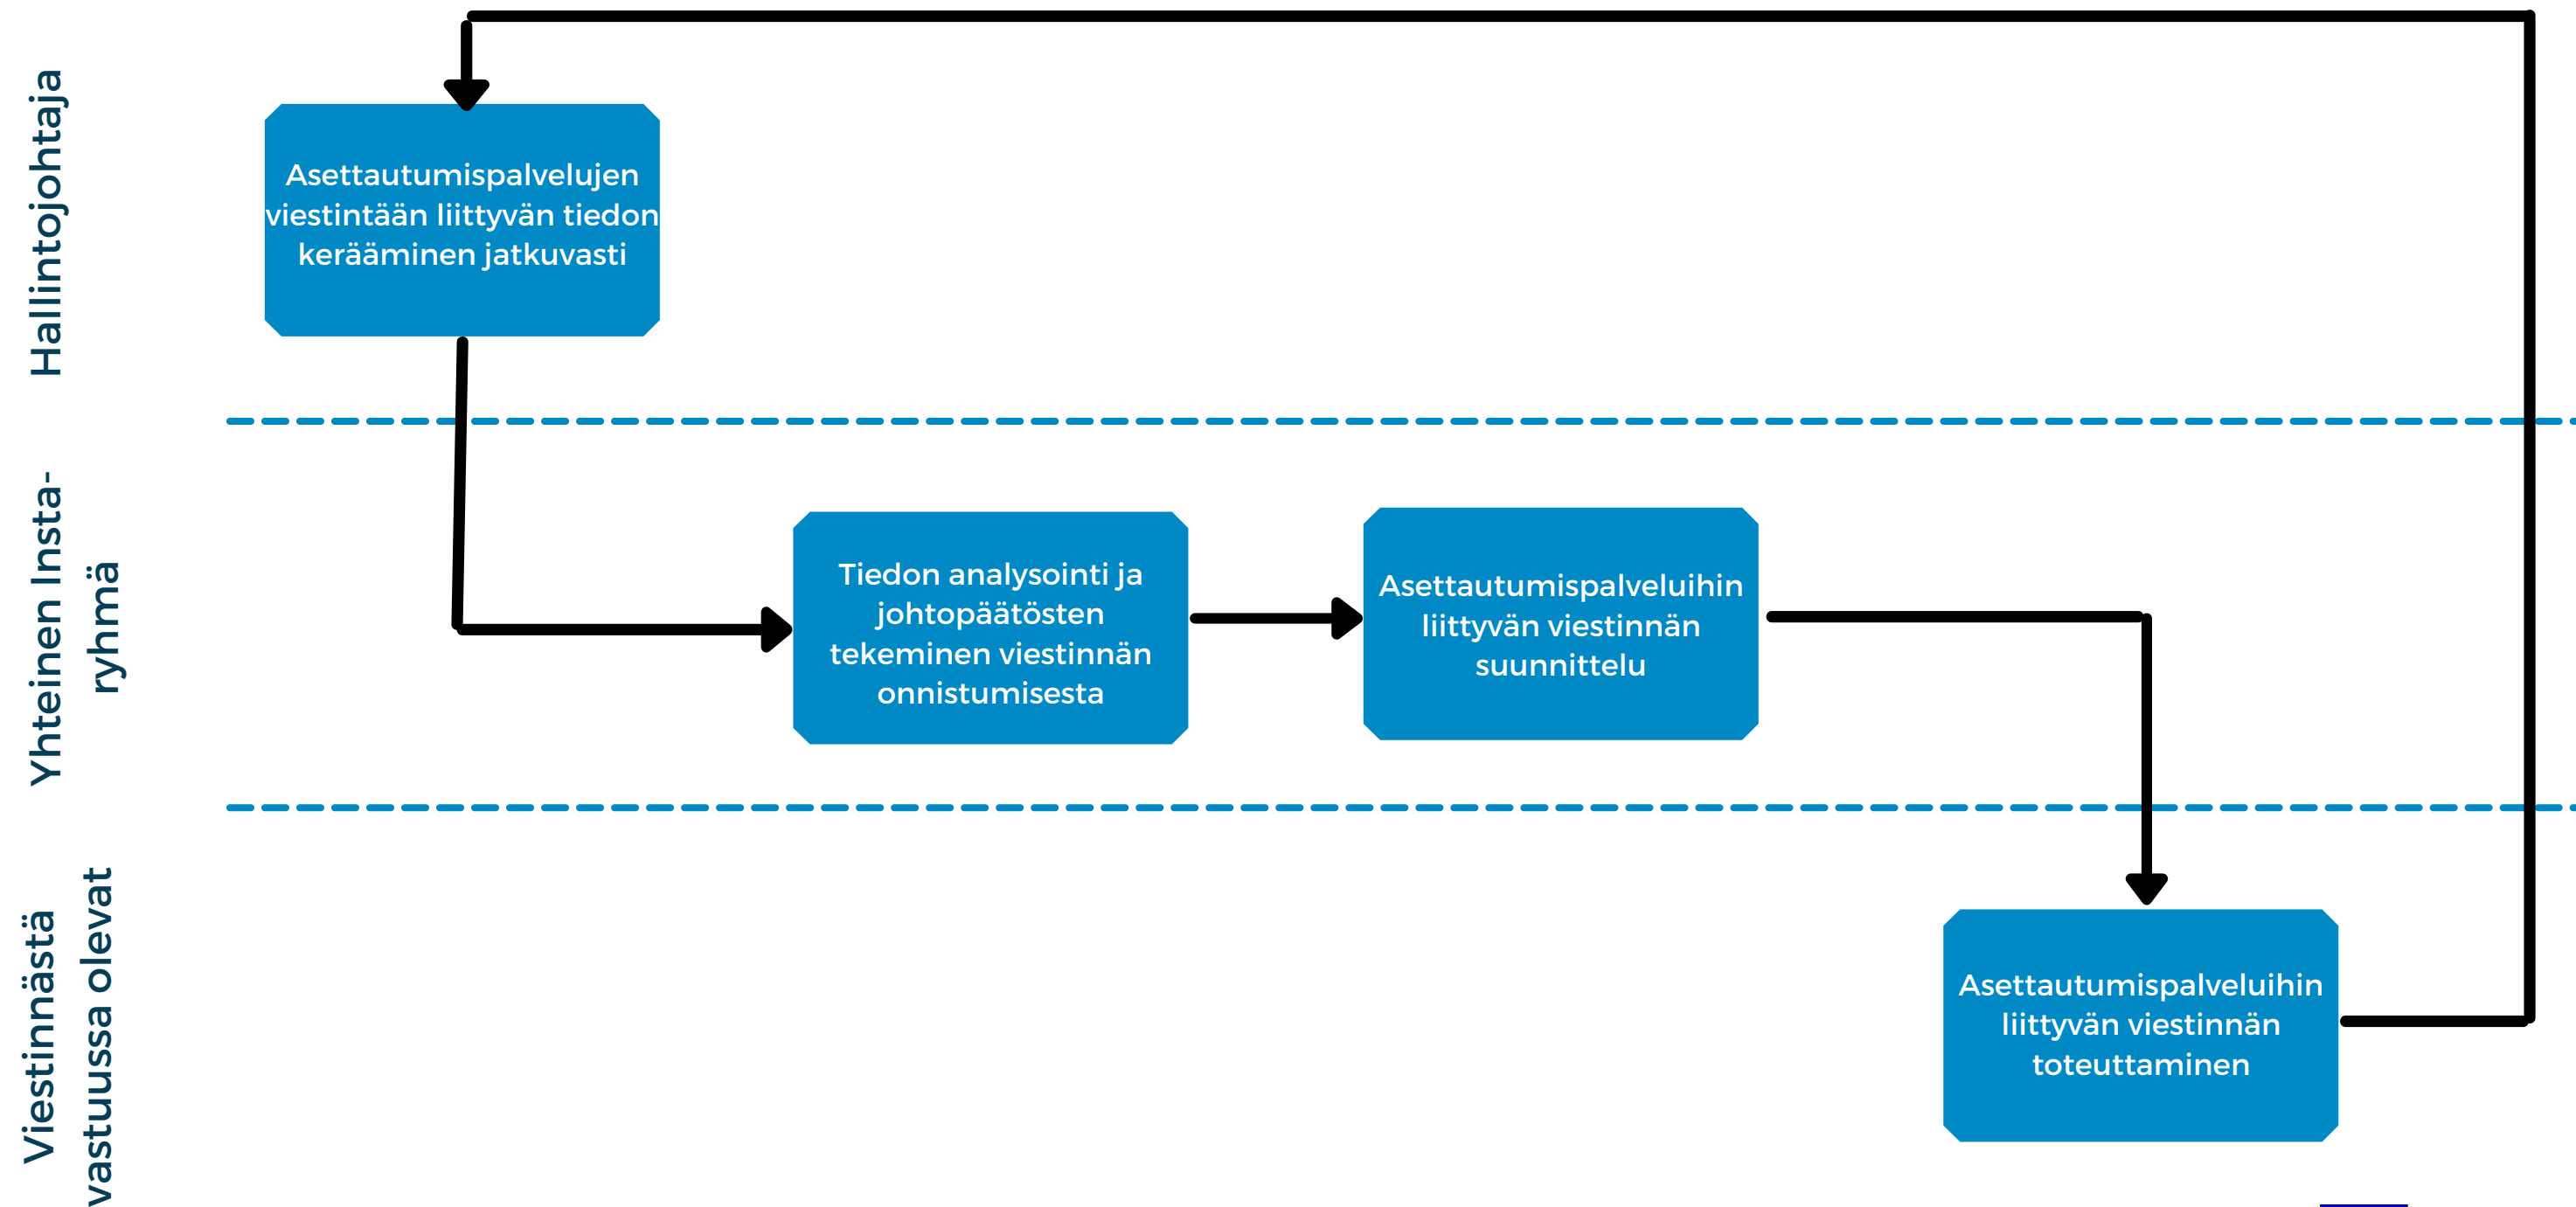 Hallintojohtaja
Asettautumispalvelujen
viestintään liittyvän tiedon
kerääminen jatkuvasti
Yhteinen Insta-
ryhmä
Tiedon analysointi ja
johtopäätösten
tekeminen viestinnän
onnistumisesta
Asettautumispalveluihin
liittyvän viestinnän
suunnittelu
Viestinnästä
vastuussa olevat
Asettautumispalveluihin
liittyvän viestinnän
toteuttaminen